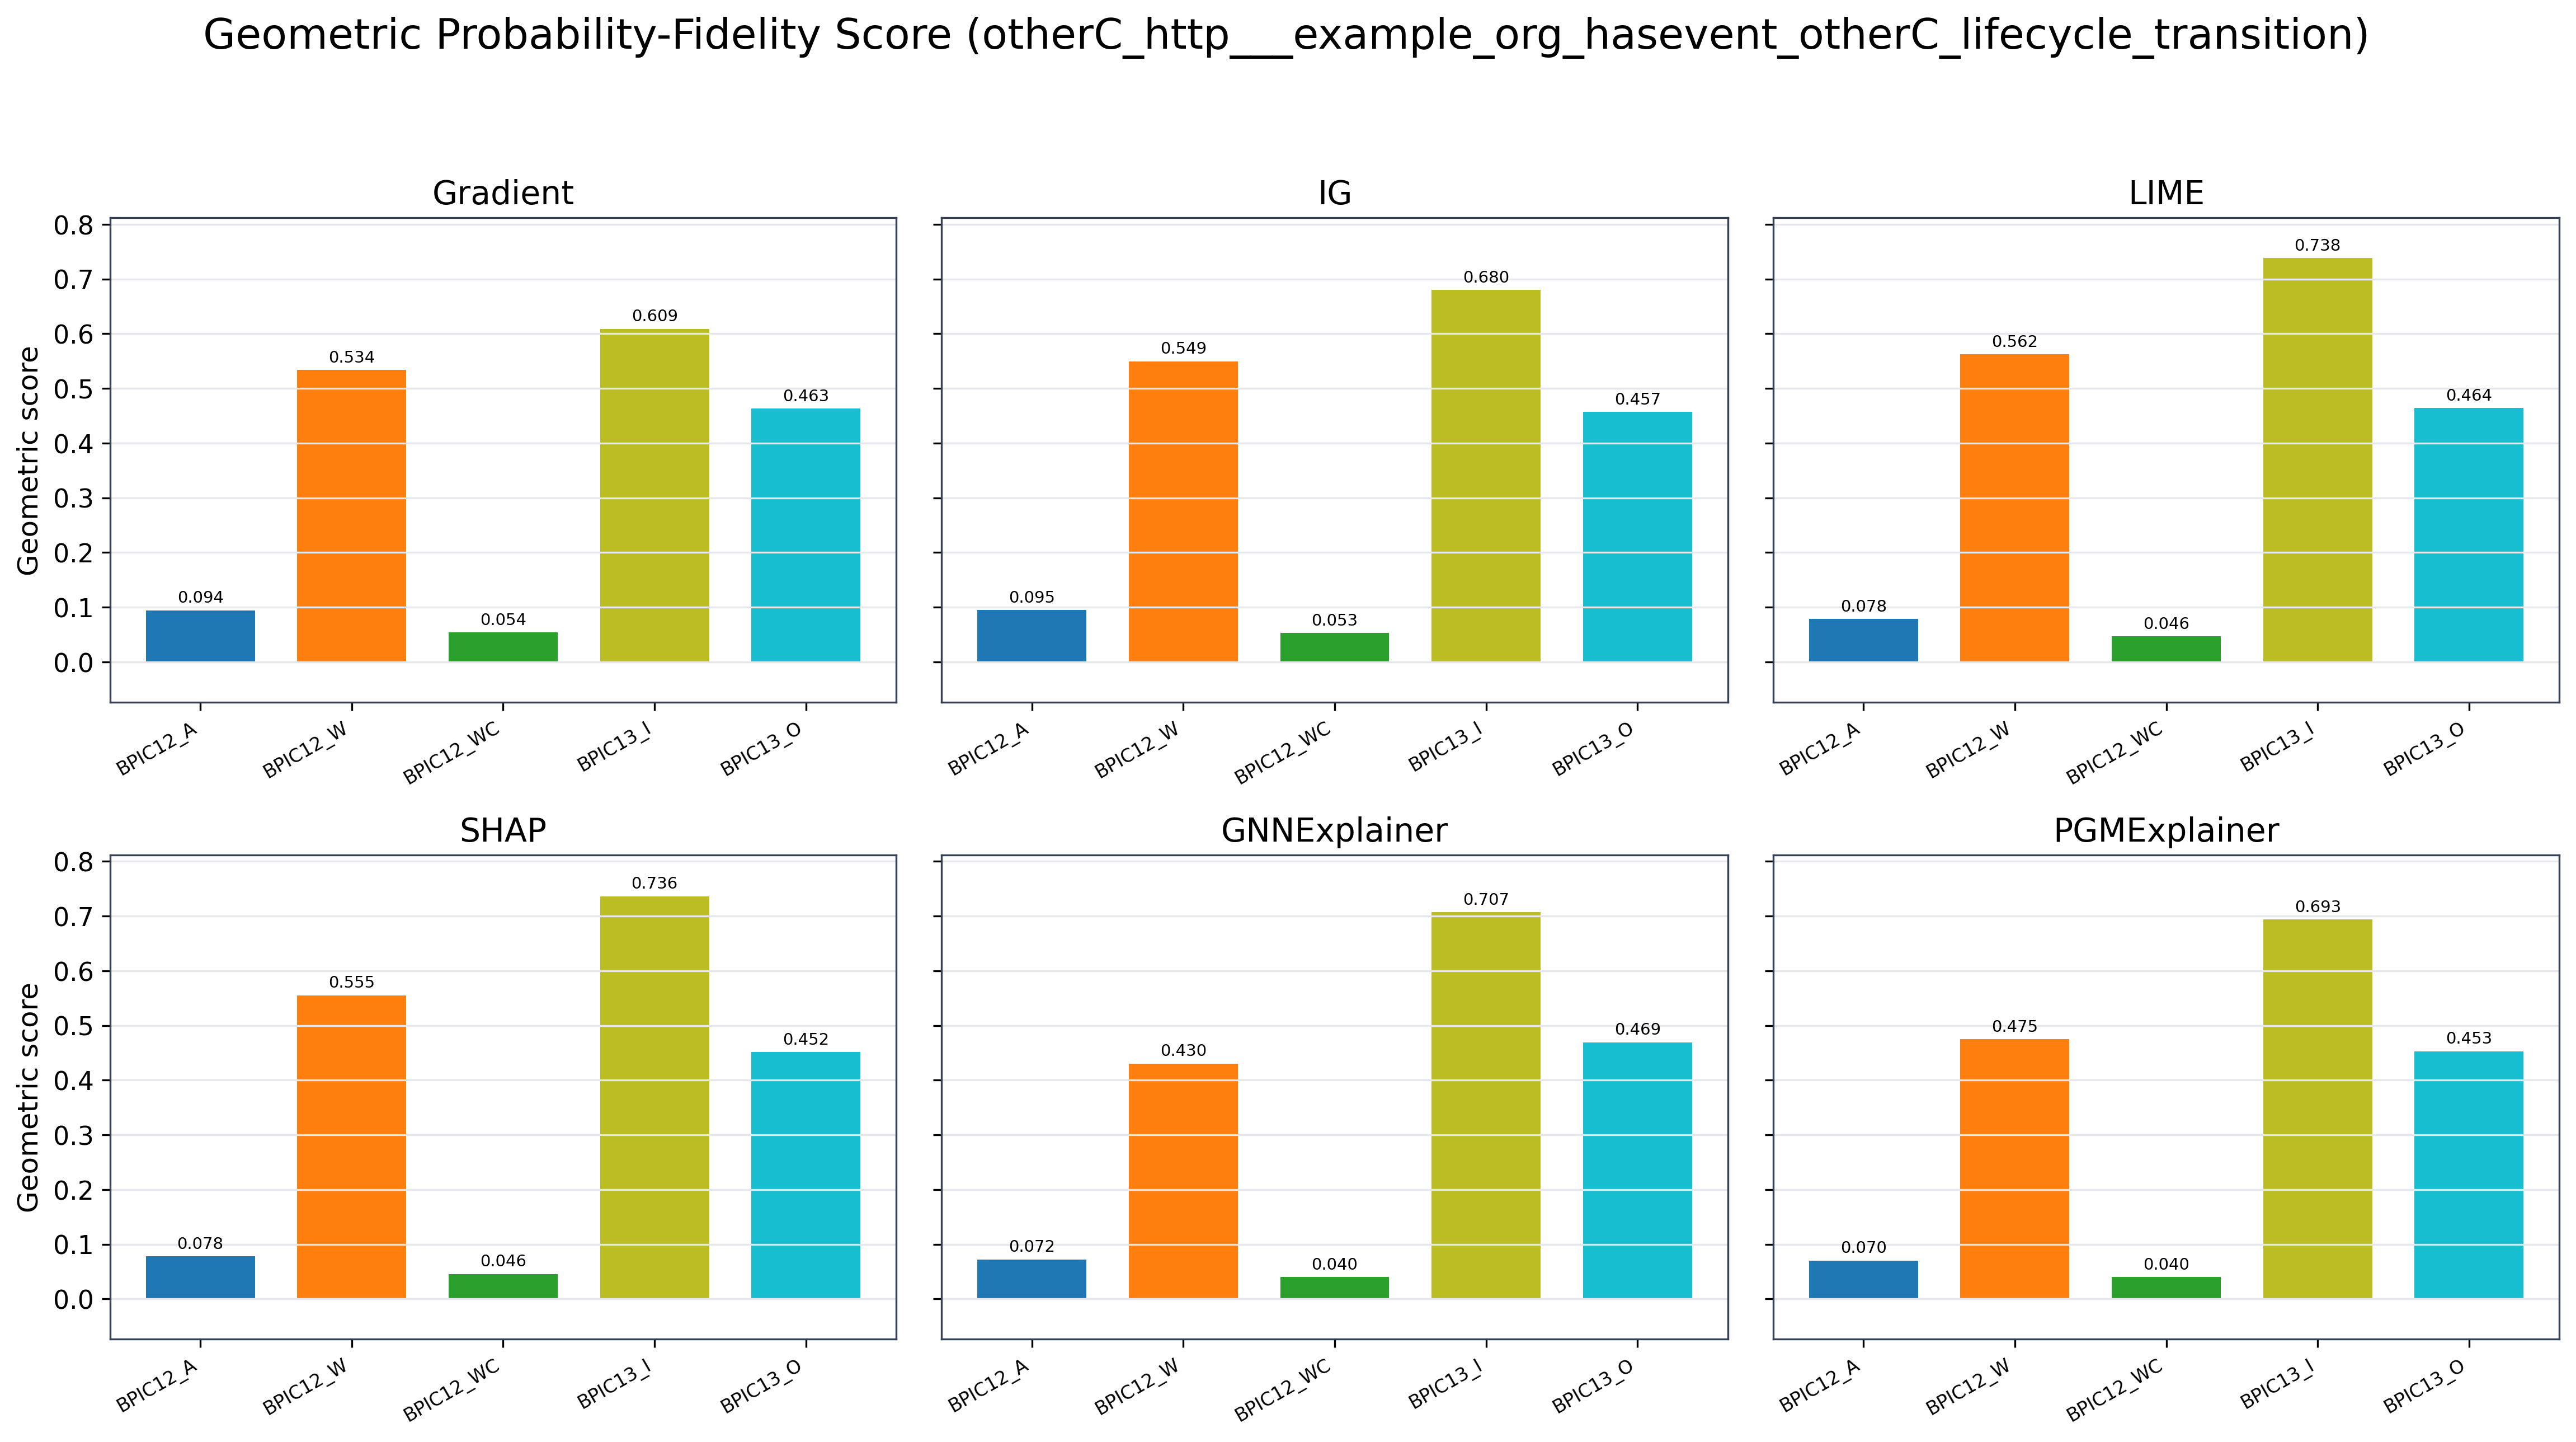 Geometric Probability-Fidelity Score (otherC_http___example_org_hasevent_otherC_lifecycle_transition)
Gradient
Geometric score
0.8
0.7
0.6
0.5
0.4
0.3
0.2
0.1
0.0
0.094
0.534
0.054
0.609
0.463
BPIC12_A
BPIC12_W
BPIC12_WC
BPIC13_I
BPIC13_O
IG
0.095
0.549
0.053
0.680
0.457
BPIC12_A
BPIC12_W
BPIC12_WC
BPIC13_I
BPIC13_O
LIME
0.078
0.562
0.046
0.738
0.464
BPIC12_A
BPIC12_W
BPIC12_WC
BPIC13_I
BPIC13_O
SHAP
Geometric score
0.8
0.7
0.6
0.5
0.4
0.3
0.2
0.1
0.0
0.078
0.555
0.046
0.736
0.452
BPIC12_A
BPIC12_W
BPIC12_WC
BPIC13_I
BPIC13_O
GNNExplainer
0.072
0.430
0.040
0.707
0.469
BPIC12_A
BPIC12_W
BPIC12_WC
BPIC13_I
BPIC13_O
PGMExplainer
0.070
0.475
0.040
0.693
0.453
BPIC12_A
BPIC12_W
BPIC12_WC
BPIC13_I
BPIC13_O